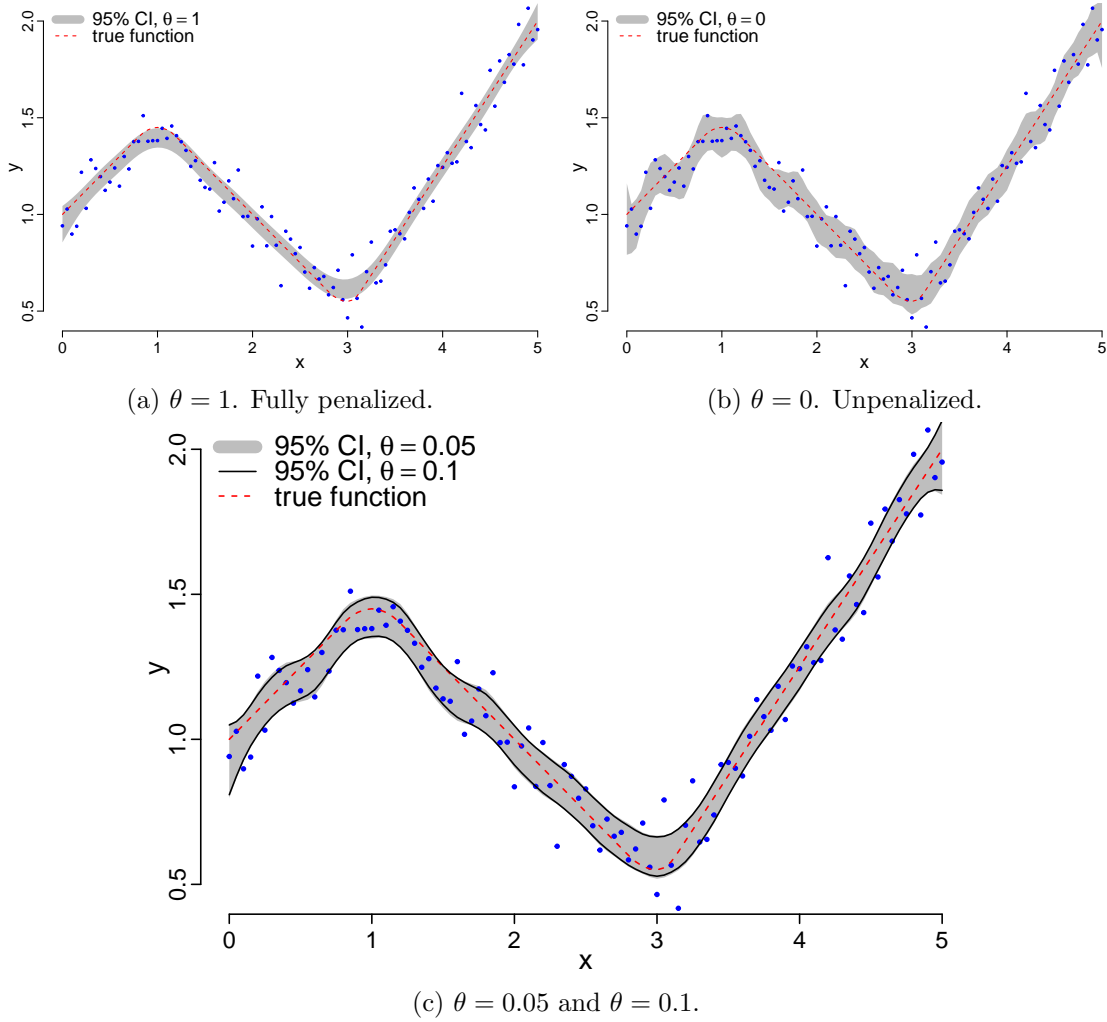 95% CI, θ = 1
true function
2.0
1.5
1.0
0.5
y
0 1 2 3 4 5
x
(a) θ = 1. Fully penalized.
95% CI, θ = 0
true function
2.0
1.5
1.0
0.5
y
0 1 2 3 4 5
x
(b) θ = 0. Unpenalized.
95% CI, θ = 0.05
95% CI, θ = 0.1
true function
2.0
1.5
1.0
0.5
y
0 1 2 3 4 5
x
(c) θ = 0.05 and θ = 0.1.